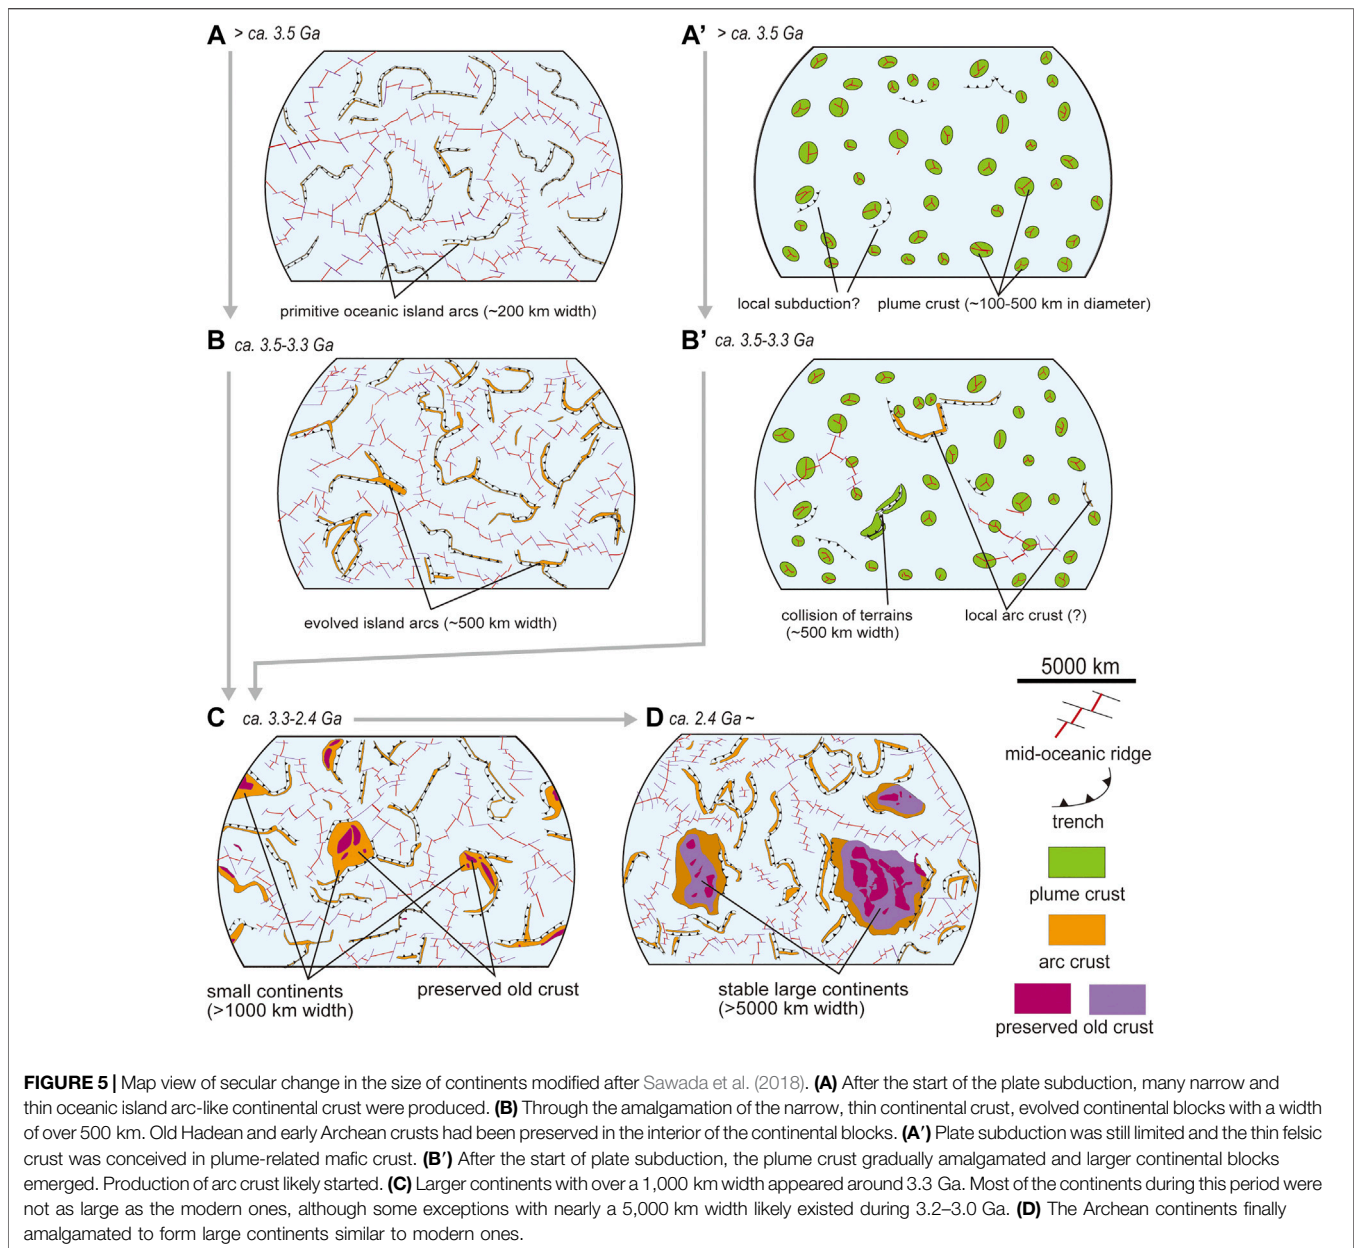 A > ca. 3.5 Ga
A′ > ca. 3.5 Ga
primitive oceanic island arcs (~200 km width)
local subduction?
plume crust (~100-500 km in diameter)
B ca. 3.5-3.3 Ga
B′ ca. 3.5-3.3 Ga
evolved island arcs (~500 km width)
collision of terrains
(~500 km width)
local arc crust (?)
C ca. 3.3-2.4 Ga
D ca. 2.4 Ga ~
small continents
(>1000 km width)
preserved old crust
stable large continents
(>5000 km width)
5000 km
mid-oceanic ridge
trench
plume crust
arc crust
preserved old crust
FIGURE 5 | Map view of secular change in the size of continents modified after Sawada et al. (2018). (A) After the start of the plate subduction, many narrow and
thin oceanic island arc-like continental crust were produced. (B) Through the amalgamation of the narrow, thin continental crust, evolved continental blocks with a width
of over 500 km. Old Hadean and early Archean crusts had been preserved in the interior of the continental blocks. (A′) Plate subduction was still limited and the thin felsic
crust was conceived in plume-related mafic crust. (B′) After the start of plate subduction, the plume crust gradually amalgamated and larger continental blocks
emerged. Production of arc crust likely started. (C) Larger continents with over a 1,000 km width appeared around 3.3 Ga. Most of the continents during this period were
not as large as the modern ones, although some exceptions with nearly a 5,000 km width likely existed during 3.2–3.0 Ga. (D) The Archean continents finally
amalgamated to form large continents similar to modern ones.